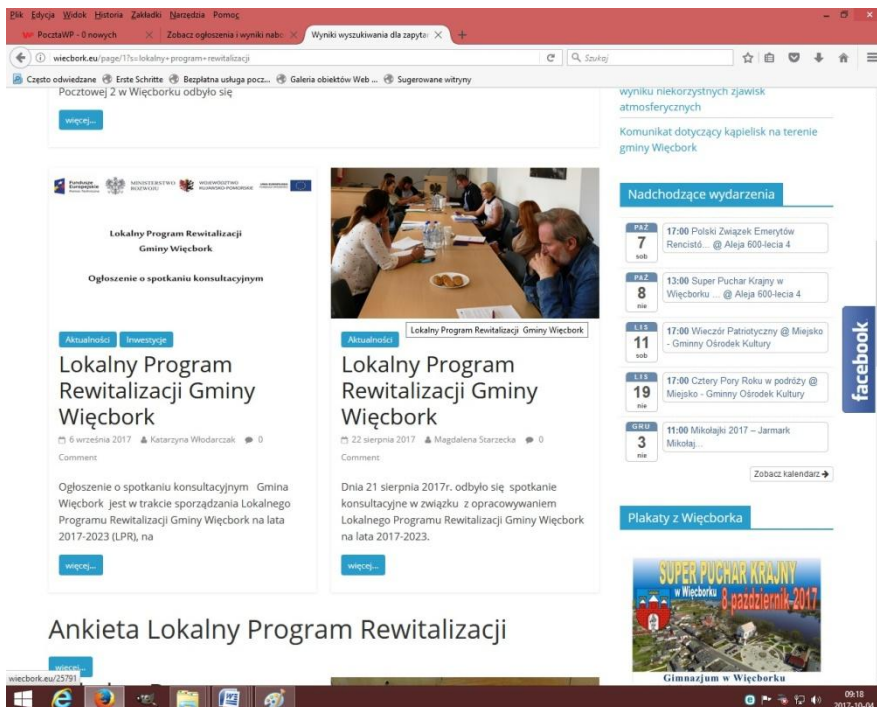 Plik Edycja Widok Historia Zakładki Narzędzia Pomoc
PocztaWP - 0 nowych
Zobacz ogłoszenia i wyniki nabo
Wyniki wyszukiwania dla zapytan
wiecbork.eu/page/1?s=lokalny+program+rewitalizacji
Szukaj
Często odwiedzane Erste Schritte Bezpłatna usługa pocz... Galeria obiektów Web ... Sugerowane witryny
Pocztowej 2 w Więcborku odbyło się
więcej...
Fundusze
Europejskie
MINISTERSTWO
ROZWOJU
WOJEWÓDZTWO
KUJAWSKO-POMORSKIE
Lokalny Program Rewitalizacji
Gminy Więcbork
Ogłoszenie o spotkaniu konsultacyjnym
Aktualności Inwestycje
Lokalny Program
Rewitalizacji Gminy
Więcbork
6 września 2017 Katarzyna Włodarczak 0
Comment
Ogłoszenie o spotkaniu konsultacyjnym Gmina
Więcbork jest w trakcie sporządzania Lokalnego
Programu Rewitalizacji Gminy Więcbork na lata
2017-2023 (LPR), na
więcej...
Lokalny Program Rewitalizacji Gminy Więcbork
Aktualności
Lokalny Program
Rewitalizacji Gminy
Więcbork
22 sierpnia 2017 Magdalena Starzecka 0
Comment
Dnia 21 sierpnia 2017r. odbyło się spotkanie
konsultacyjne w związku z opracowywaniem
Lokalnego Programu Rewitalizacji Gminy Więcbork
na lata 2017-2023.
więcej...
Ankieta Lokalny Program Rewitalizacji
więcej...
wiecbork.eu/25791
wyniku niekorzystnych zjawisk
atmosferycznych
Komunikat dotyczący kąpielisk na terenie
gminy Więcbork
Nadchodzące wydarzenia
PAŹ
7
sob
17:00 Polski Związek Emerytów
Rencistó... @ Aleja 600-lecia 4
PAŹ
8
nie
13:00 Super Puchar Krajny w
Więcborku ... @ Aleja 600-lecia 4
LIS
11
sob
17:00 Wieczór Patriotyczny @ Miejsko
- Gminny Ośrodek Kultury
LIS
19
nie
17:00 Cztery Pory Roku w podróży @
Miejsko - Gminny Ośrodek Kultury
GRU
3
nie
11:00 Mikołajki 2017 – Jarmark
Mikołaj...
Zobacz kalendarz
facebook
Plakaty z Więcborka
SUPER PUCHAR KRAJNY
w Więcborku 8 październik 2017
Gimnazjum w Więcborku
09:18
2017-10-04